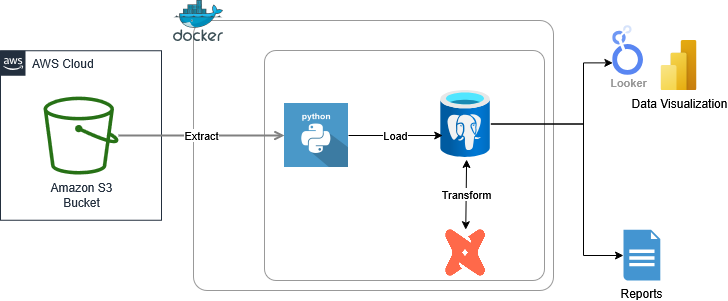 docker
aws
AWS Cloud
Amazon S3
Bucket
Extract
python
Load
Transform
Looker
Data Visualization
Reports